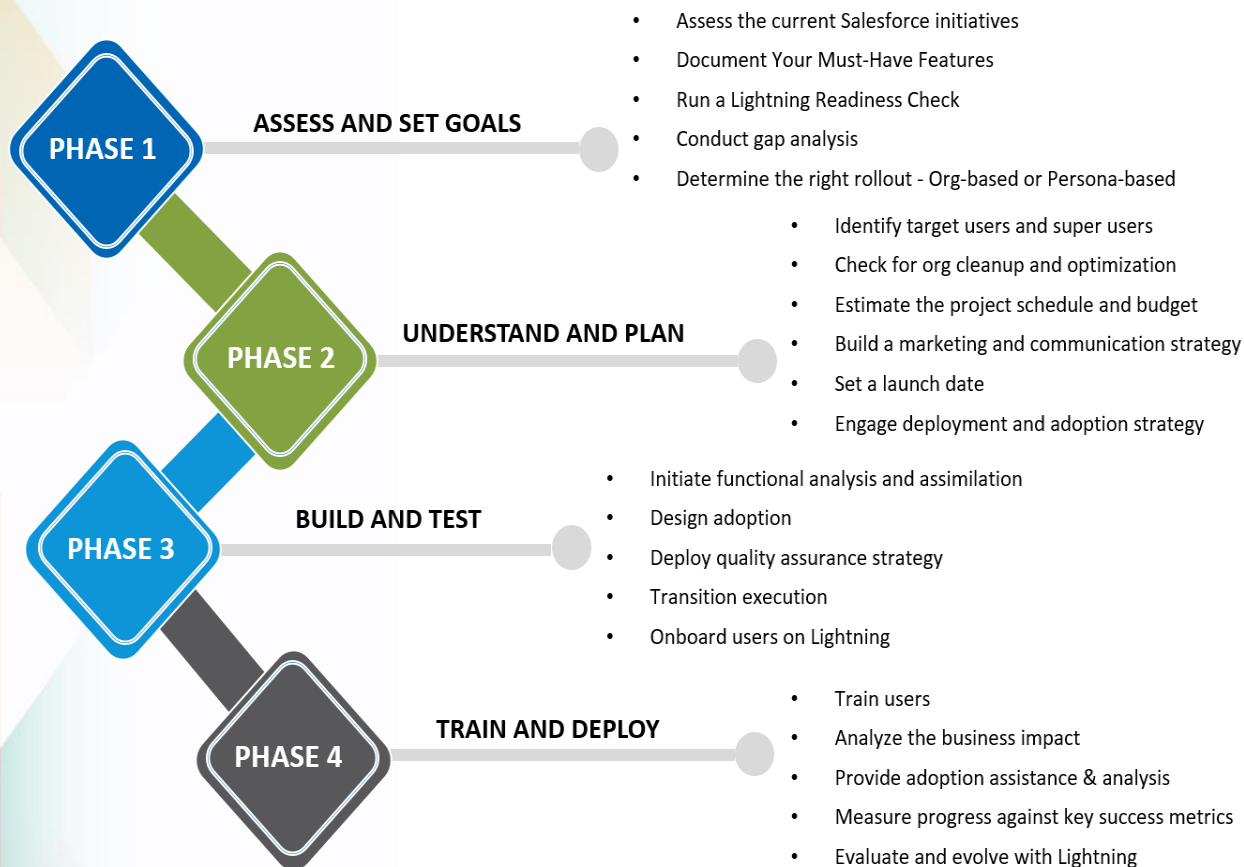 PHASE 1
ASSESS AND SET GOALS
• Assess the current Salesforce initiatives
• Document Your Must-Have Features
• Run a Lightning Readiness Check
• Conduct gap analysis
• Determine the right rollout - Org-based or Persona-based
PHASE 2
UNDERSTAND AND PLAN
• Identify target users and super users
• Check for org cleanup and optimization
• Estimate the project schedule and budget
• Build a marketing and communication strategy
• Set a launch date
• Engage deployment and adoption strategy
PHASE 3
BUILD AND TEST
• Initiate functional analysis and assimilation
• Design adoption
• Deploy quality assurance strategy
• Transition execution
• Onboard users on Lightning
PHASE 4
TRAIN AND DEPLOY
• Train users
• Analyze the business impact
• Provide adoption assistance & analysis
• Measure progress against key success metrics
• Evaluate and evolve with Lightning